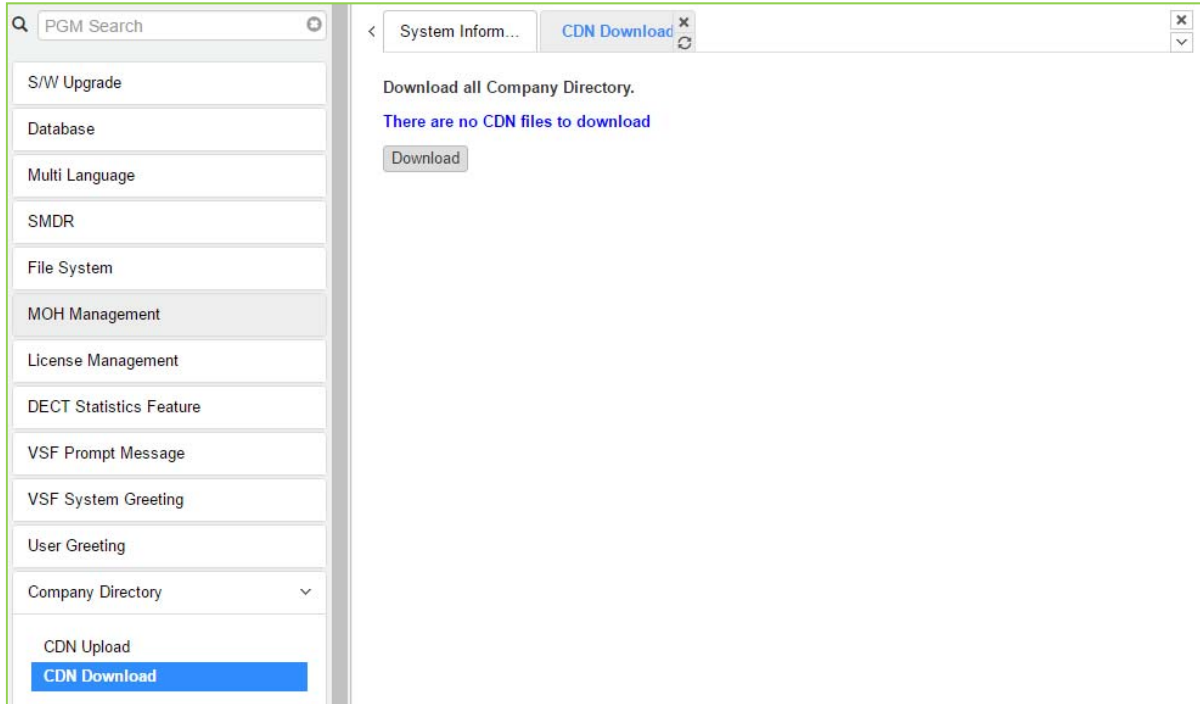 PGM Search
S/W Upgrade
Database
Multi Language
SMDR
File System
MOH Management
License Management
DECT Statistics Feature
VSF Prompt Message
VSF System Greeting
User Greeting
Company Directory
CDN Upload
CDN Download
System Inform... CDN Download
Download all Company Directory.
There are no CDN files to download
Download